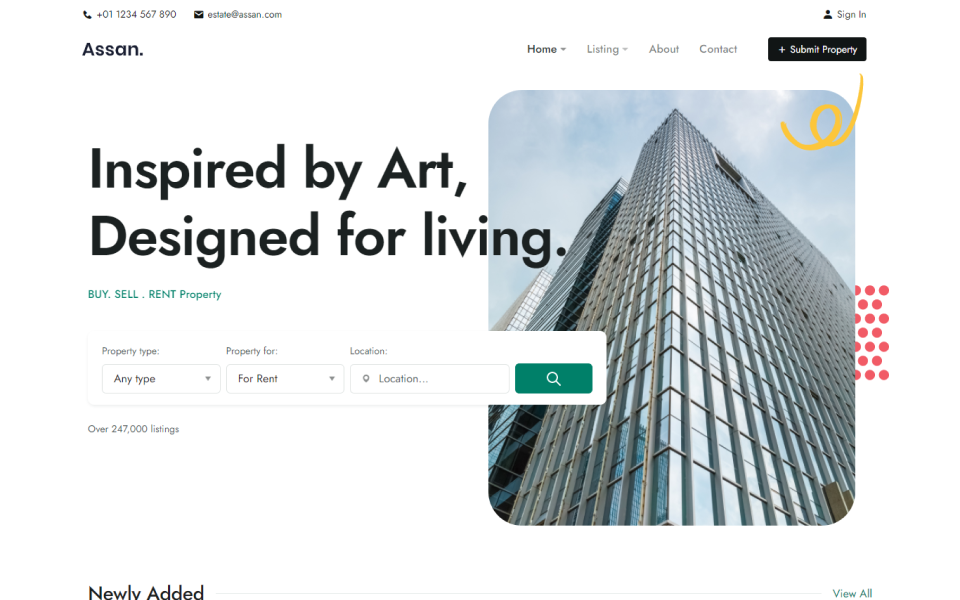 +01 1234 567 890 estate@assan.com Sign In
Assan. Home Listing About Contact + Submit Property
Inspired by Art,
Designed for living.
BUY. SELL . RENT Property
Property type: Property for: Location:
Any type For Rent Location...
Over 247,000 listings
Newly Added View All